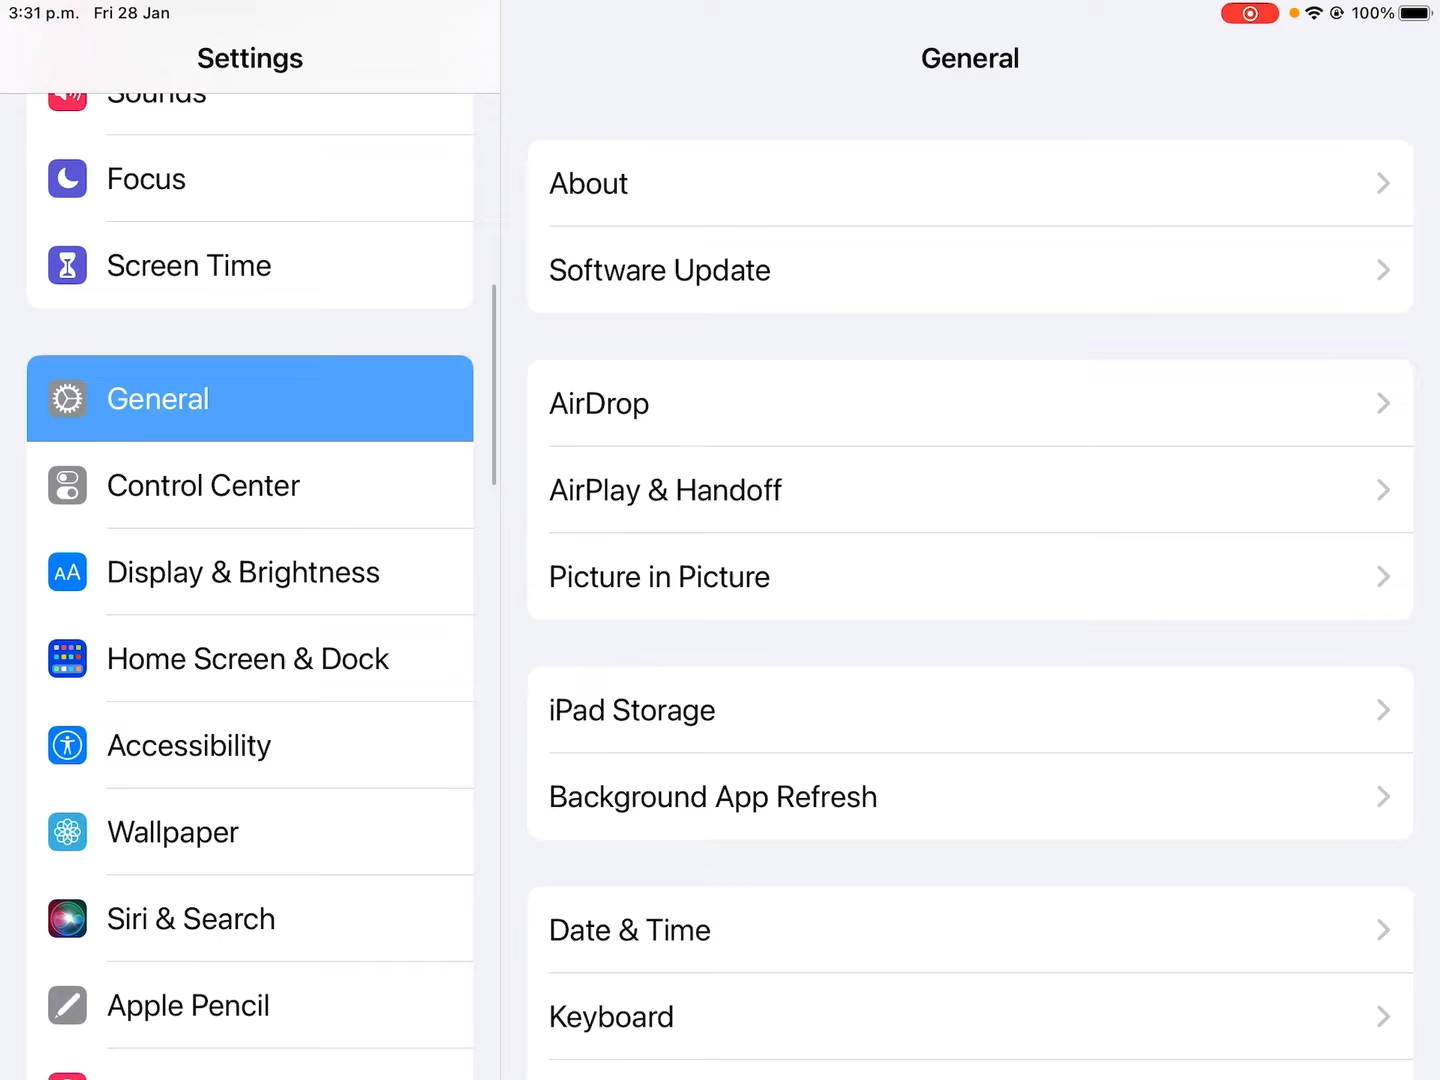 3:31 p.m. Fri 28 Jan
100%
Settings
Sounds
Focus
Screen Time
General
Control Center
AA Display & Brightness
Home Screen & Dock
Accessibility
Wallpaper
Siri & Search
Apple Pencil
General
About
Software Update
AirDrop
AirPlay & Handoff
Picture in Picture
iPad Storage
Background App Refresh
Date & Time
Keyboard